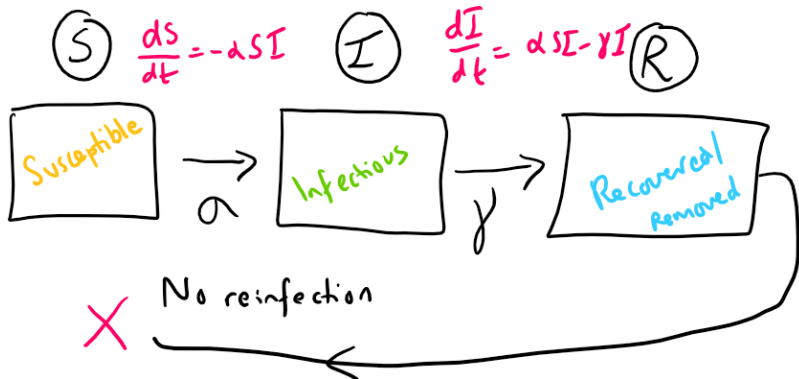 S dS/dt = -αSI I dI/dt = αSI - γI R
Susceptible
Infectious
Recovered
Removed
α
γ
No reinfection
X